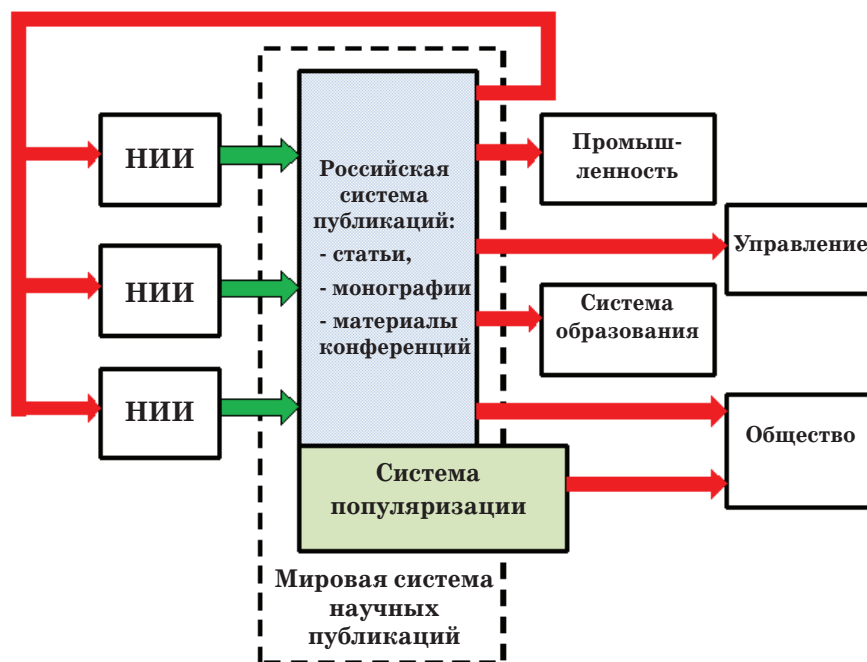 НИИ
НИИ
НИИ
Российская
система
публикаций:
- статьи,
- монографии
- материалы
конференций
Система
популяризации
Мировая система
научных
публикаций
Промыш-
ленность
Управление
Система
образования
Общество